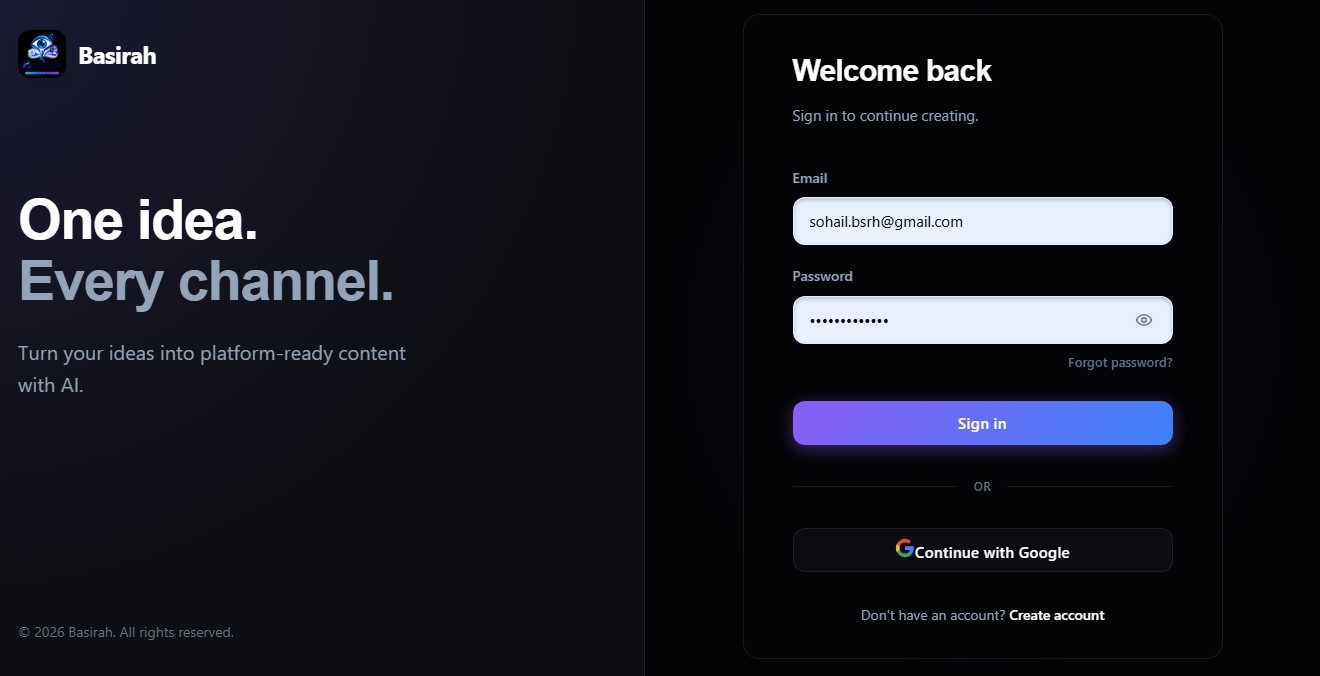 Basirah
One idea.
Every channel.
Turn your ideas into platform-ready content
with AI.
© 2026 Basirah. All rights reserved.
Welcome back
Sign in to continue creating.
Email
sohail.bsrh@gmail.com
Password
•••••••••••••
Forgot password?
Sign in
OR
Continue with Google
Don't have an account? Create account